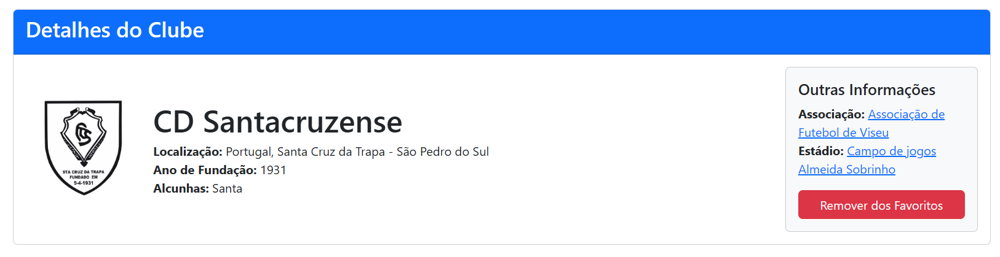 Detalhes do Clube
STA CRUZ DA TRAPA
FUNDADO EM
5-4-1931
CD Santacruzense
Localização: Portugal, Santa Cruz da Trapa - São Pedro do Sul
Ano de Fundação: 1931
Alcunhas: Santa
Outras Informações
Associação: Associação de
Futebol de Viseu
Estádio: Campo de jogos
Almeida Sobrinho
Remover dos Favoritos